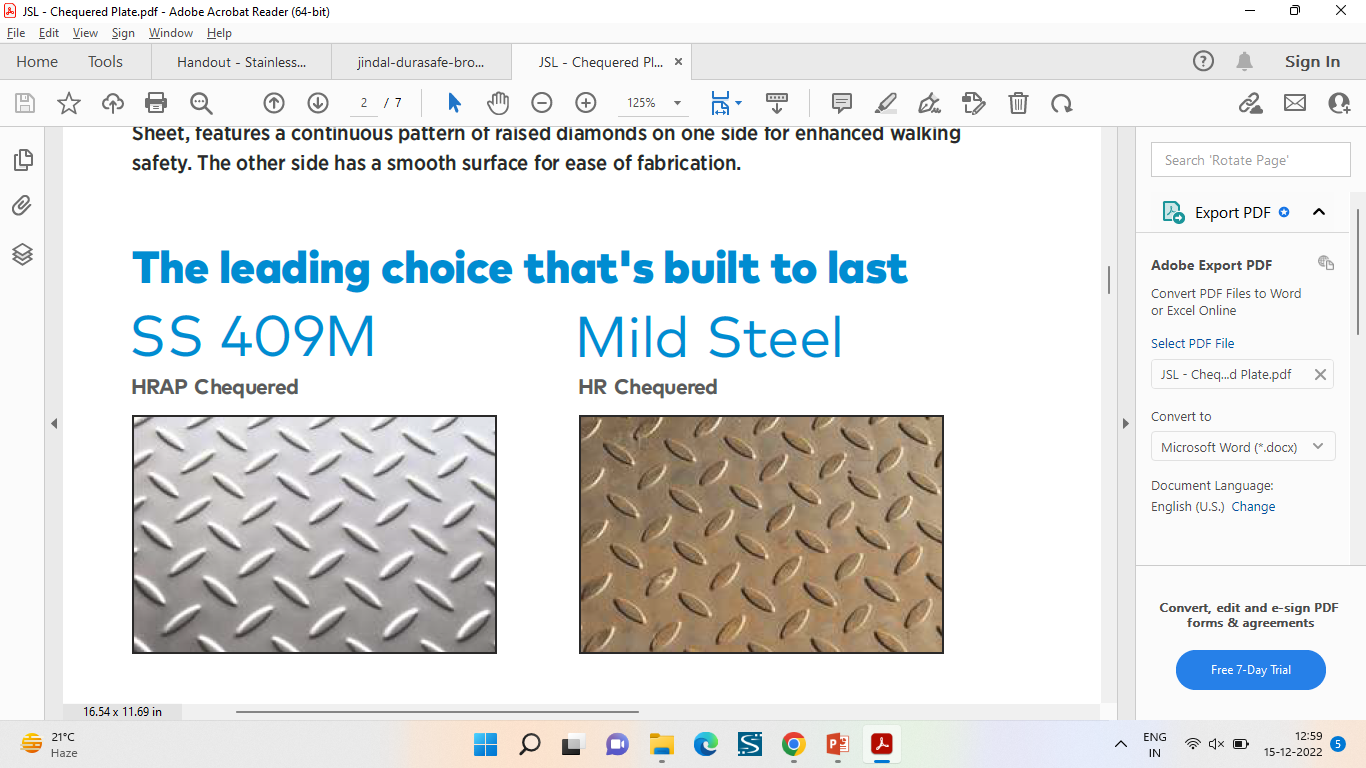 JSL - Chequered Plate.pdf - Adobe Acrobat Reader (64-bit)
File Edit View Sign Window Help
Home Tools Handout - Stainless... jindal-durasafe-bro... JSL - Chequered Pl... Sign In
2 / 7 125%
Sheet, features a continuous pattern of raised diamonds on one side for enhanced walking
safety. The other side has a smooth surface for ease of fabrication.
The leading choice that's built to last
SS 409M
HRAP Chequered
Mild Steel
HR Chequered
16.54 x 11.69 in
Search 'Rotate Page'
Export PDF
Adobe Export PDF
Convert PDF Files to Word
or Excel Online
Select PDF File
JSL - Cheq...d Plate.pdf
Convert to
Microsoft Word (*.docx)
Document Language:
English (U.S.) Change
Convert, edit and e-sign PDF
forms & agreements
Free 7-Day Trial
21°C
Haze
ENG
IN
12:59
15-12-2022
5